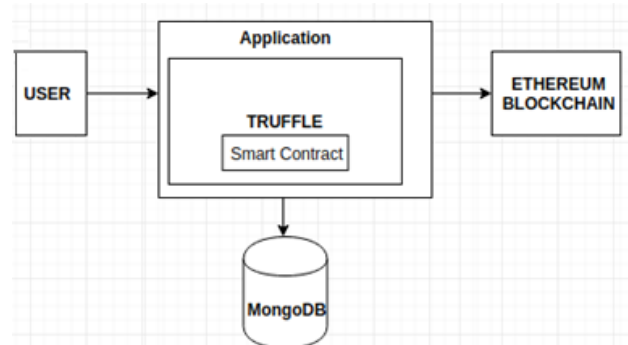 Application
USER
TRUFFLE
Smart Contract
ETHEREUM
BLOCKCHAIN
MongoDB